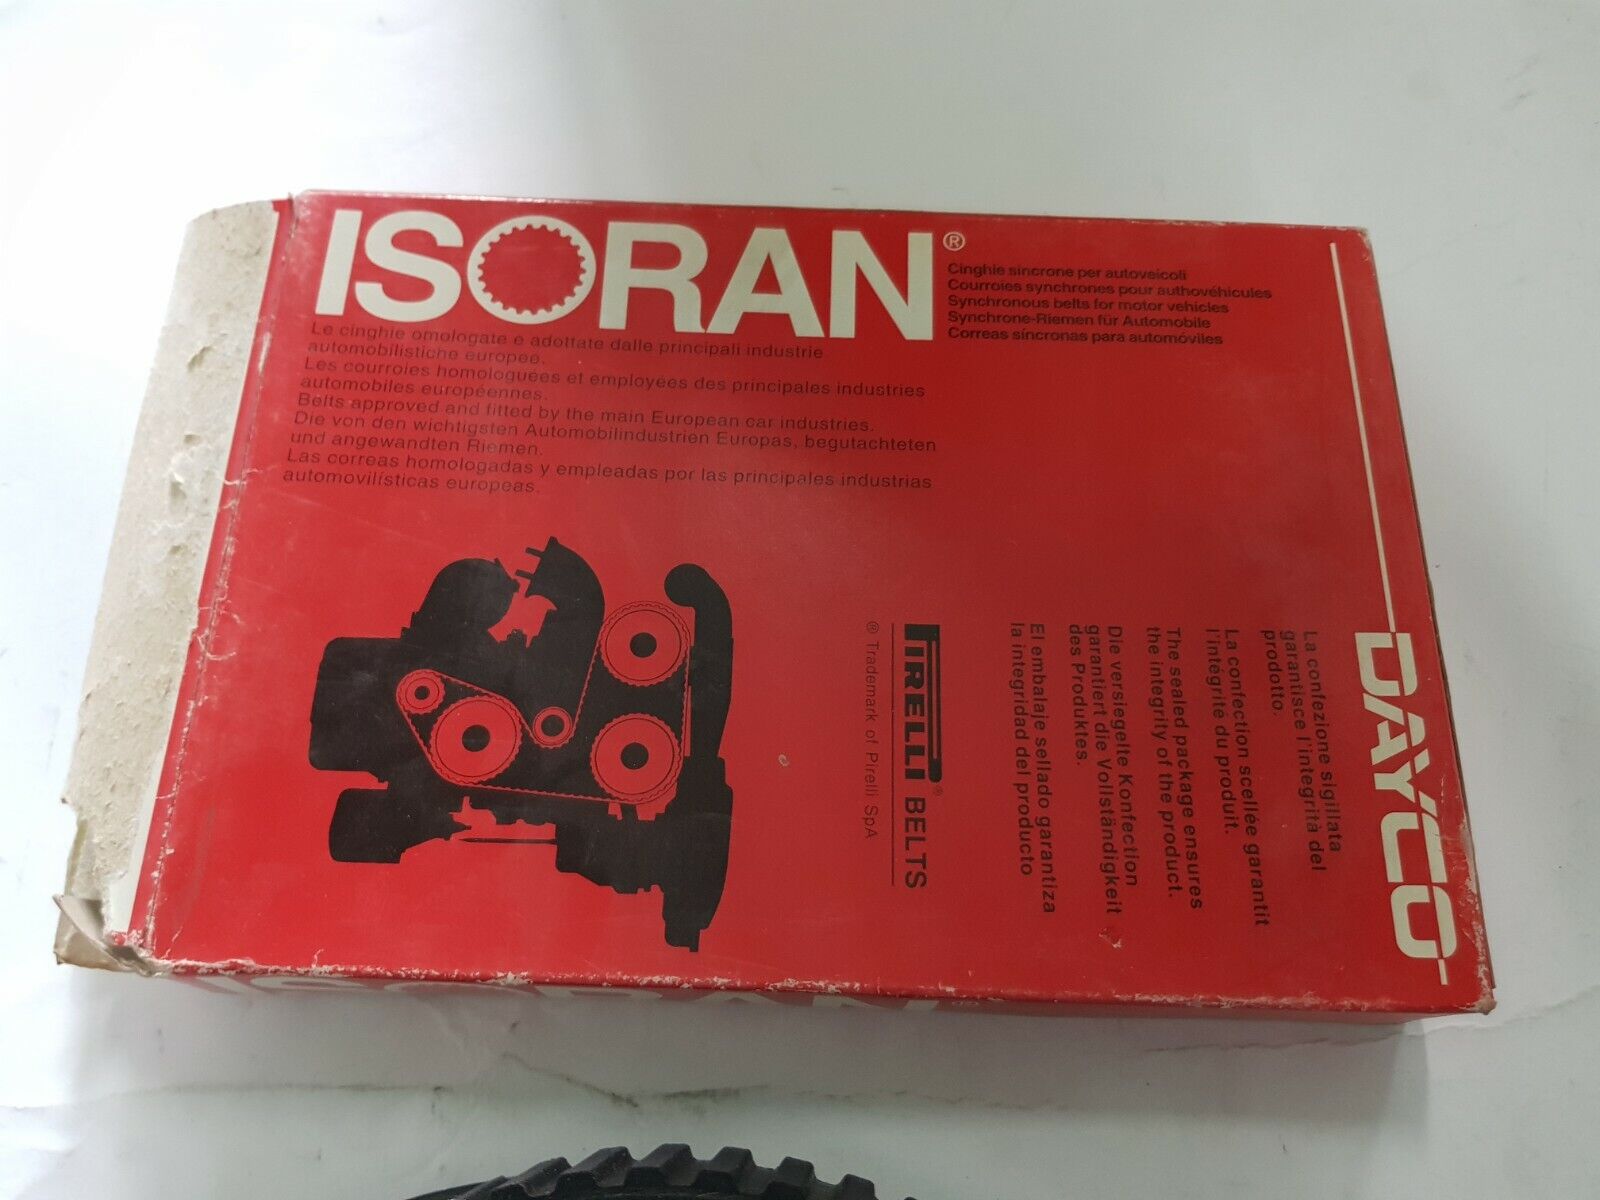 ISORAN®
Cinghie sincrone per autoveicoli
Courroies synchrones pour authovéhicules
Synchronous belts for motor vehicles
Synchrone-Riemen für Automobile
Correas síncronas para automóviles
Le cinghie omologate e adottate dalle principali industrie
automobilistiche europee.
Les courroies homologuées et employées des principales industries
automobiles européennes.
Belts approved and fitted by the main European car industries.
Die von den wichtigsten Automobilindustrien Europas, begutachteten
und angewandten Riemen.
Las correas homologadas y empleadas por las principales industrias
automovilísticas europeas.
DAYCO
La confezione sigillata
garantisce l'integrità del
prodotto.
La confection scellée garantit
l'intégrité du produit.
The sealed package ensures
the integrity of the product.
Die versiegelte Konfection
garantiert die Vollständigkeit
des Produktes.
El embalaje sellado garantiza
la integridad del producto
PIRELLI® BELTS
® Trademark of Pirelli SpA
ISORAN